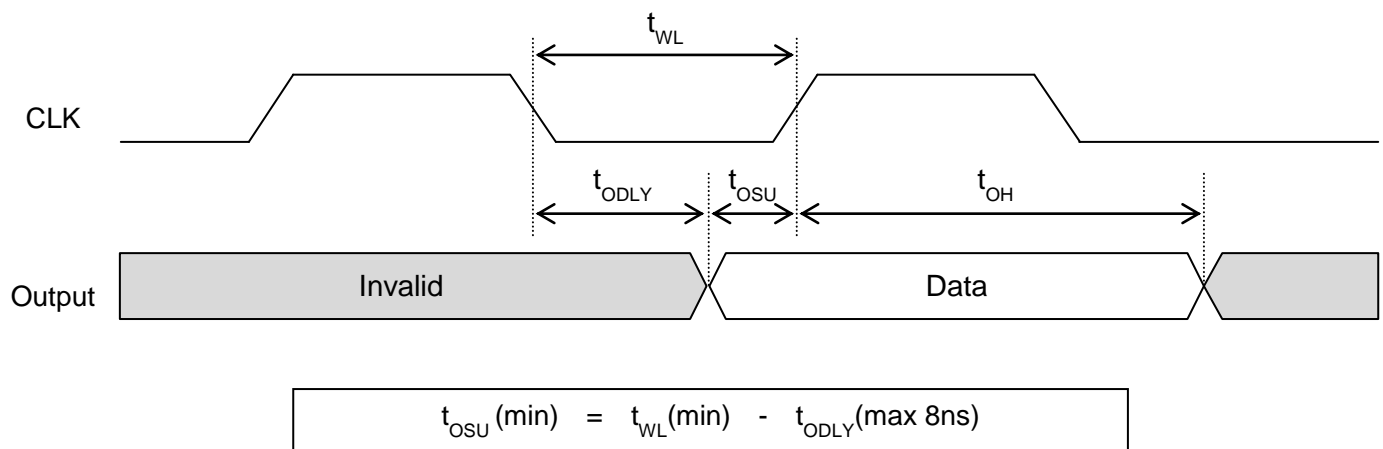 tWL
CLK
tODLY tOSU tOH
Output Invalid Data
tOSU (min) = tWL(min) - tODLY(max 8ns)